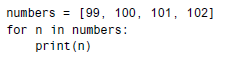 numbers = [99, 100, 101, 102]
for n in numbers:
    print(n)